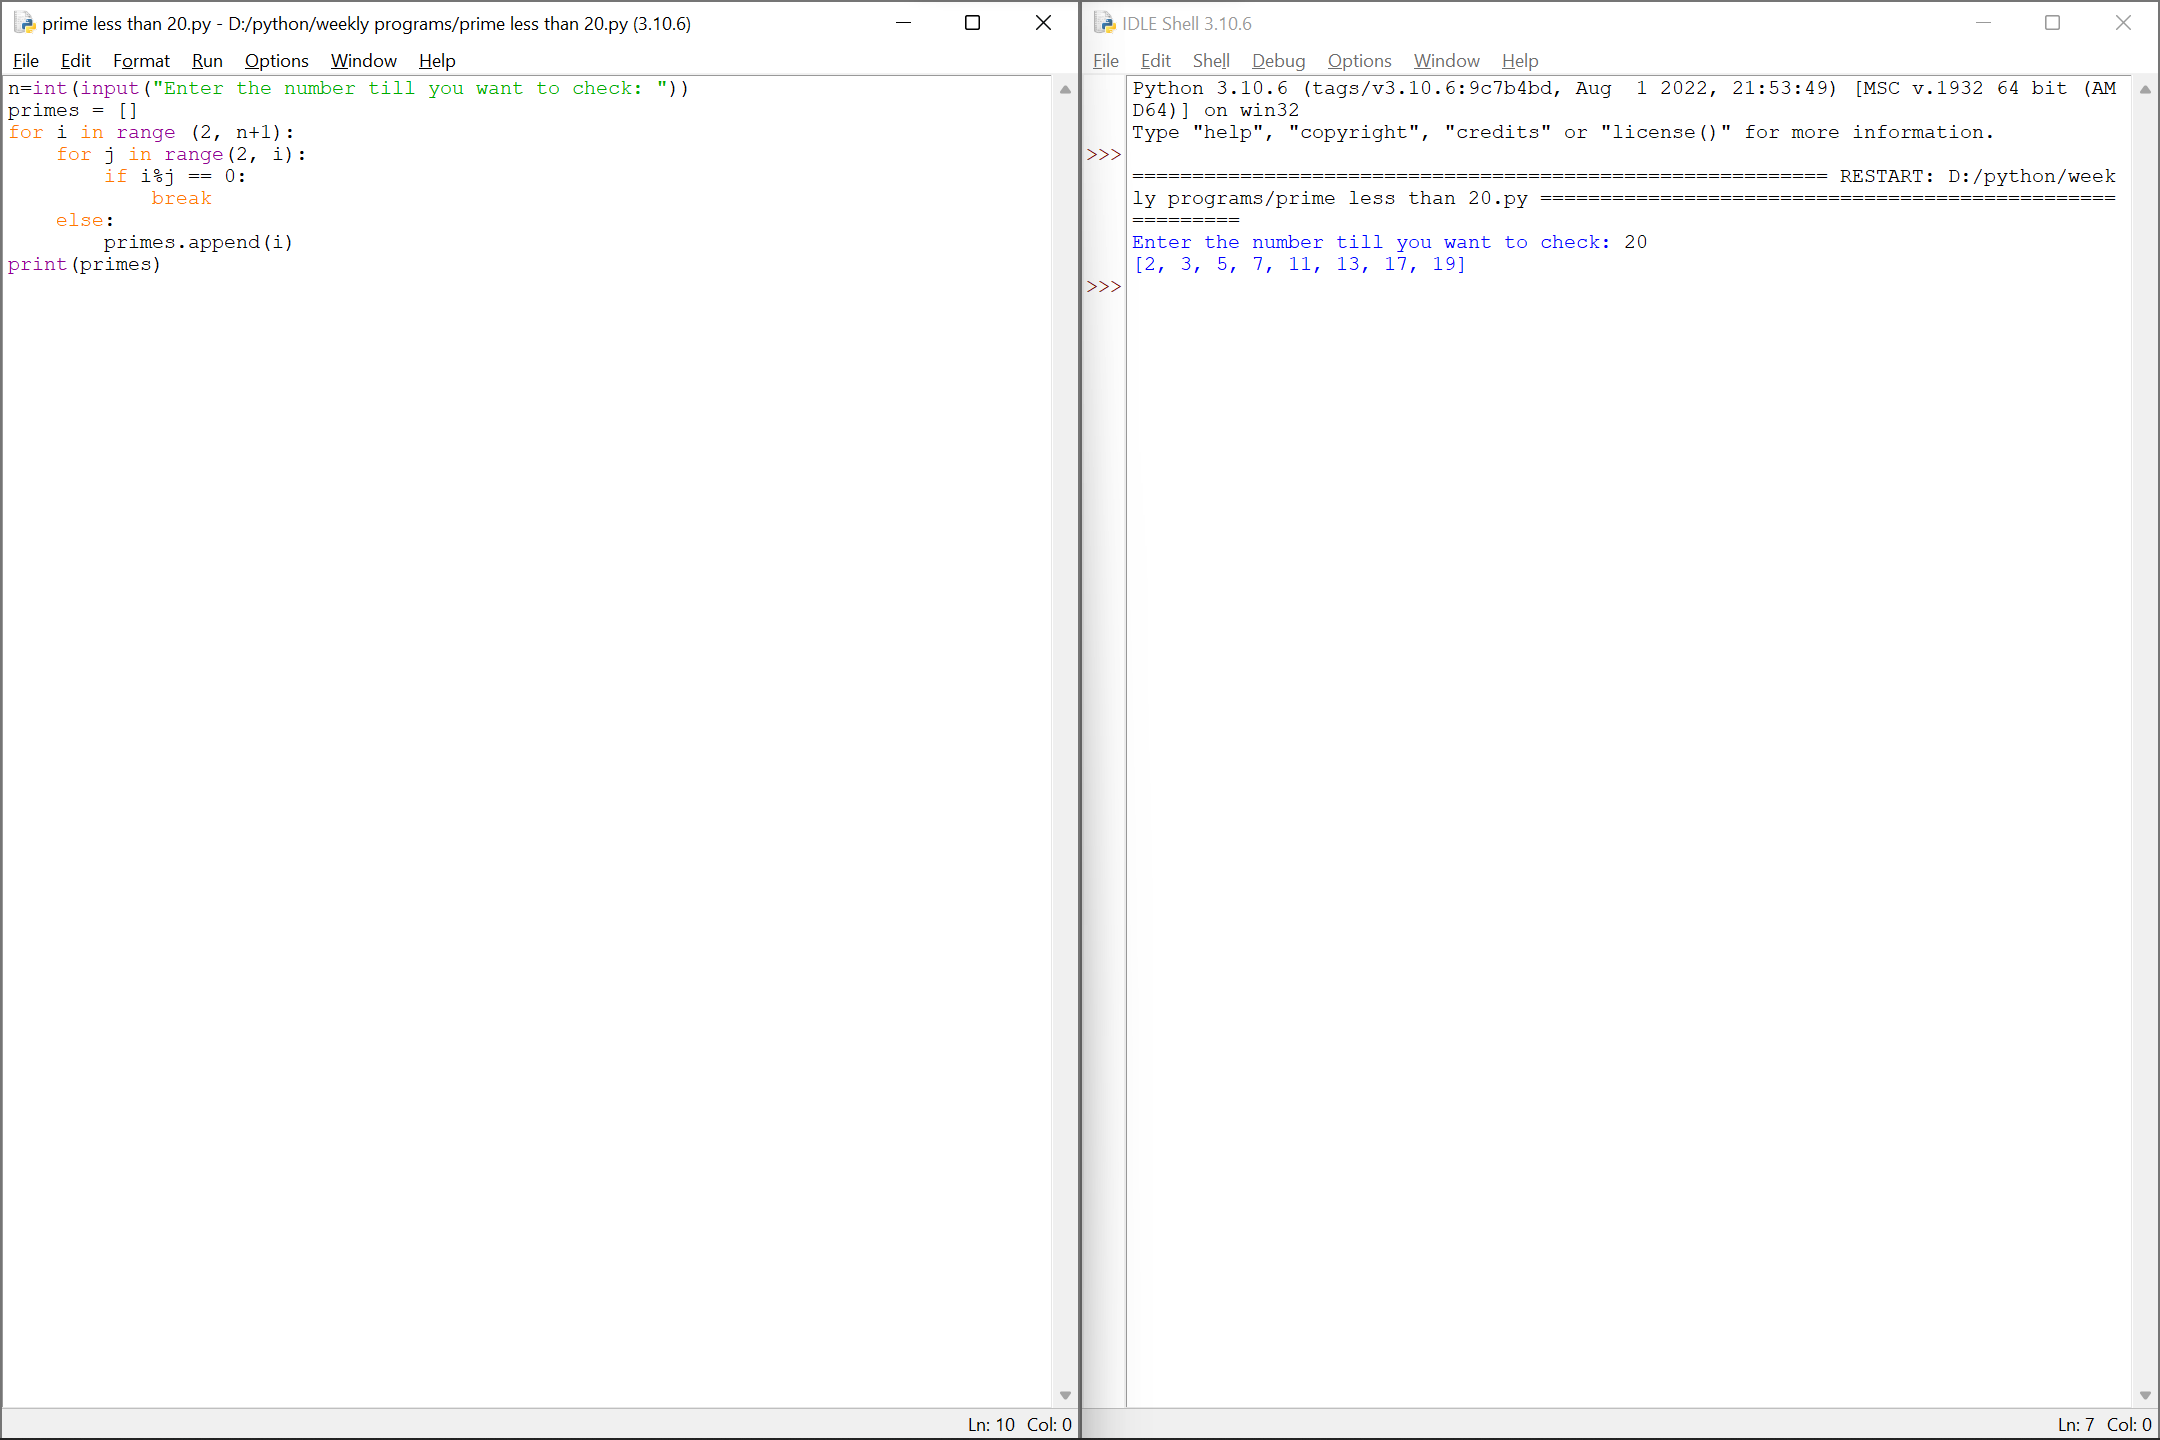 prime less than 20.py - D:/python/weekly programs/prime less than 20.py (3.10.6)
File Edit Format Run Options Window Help
n=int(input("Enter the number till you want to check: "))
primes = []
for i in range (2, n+1):
    for j in range(2, i):
        if i%j == 0:
            break
    else:
        primes.append(i)
print(primes)
Ln: 10 Col: 0
IDLE Shell 3.10.6
File Edit Shell Debug Options Window Help
Python 3.10.6 (tags/v3.10.6:9c7b4bd, Aug  1 2022, 21:53:49) [MSC v.1932 64 bit (AM
D64)] on win32
Type "help", "copyright", "credits" or "license()" for more information.
>>>
========================================================== RESTART: D:/python/week
ly programs/prime less than 20.py ================================================
=========
Enter the number till you want to check: 20
[2, 3, 5, 7, 11, 13, 17, 19]
>>>
Ln: 7 Col: 0